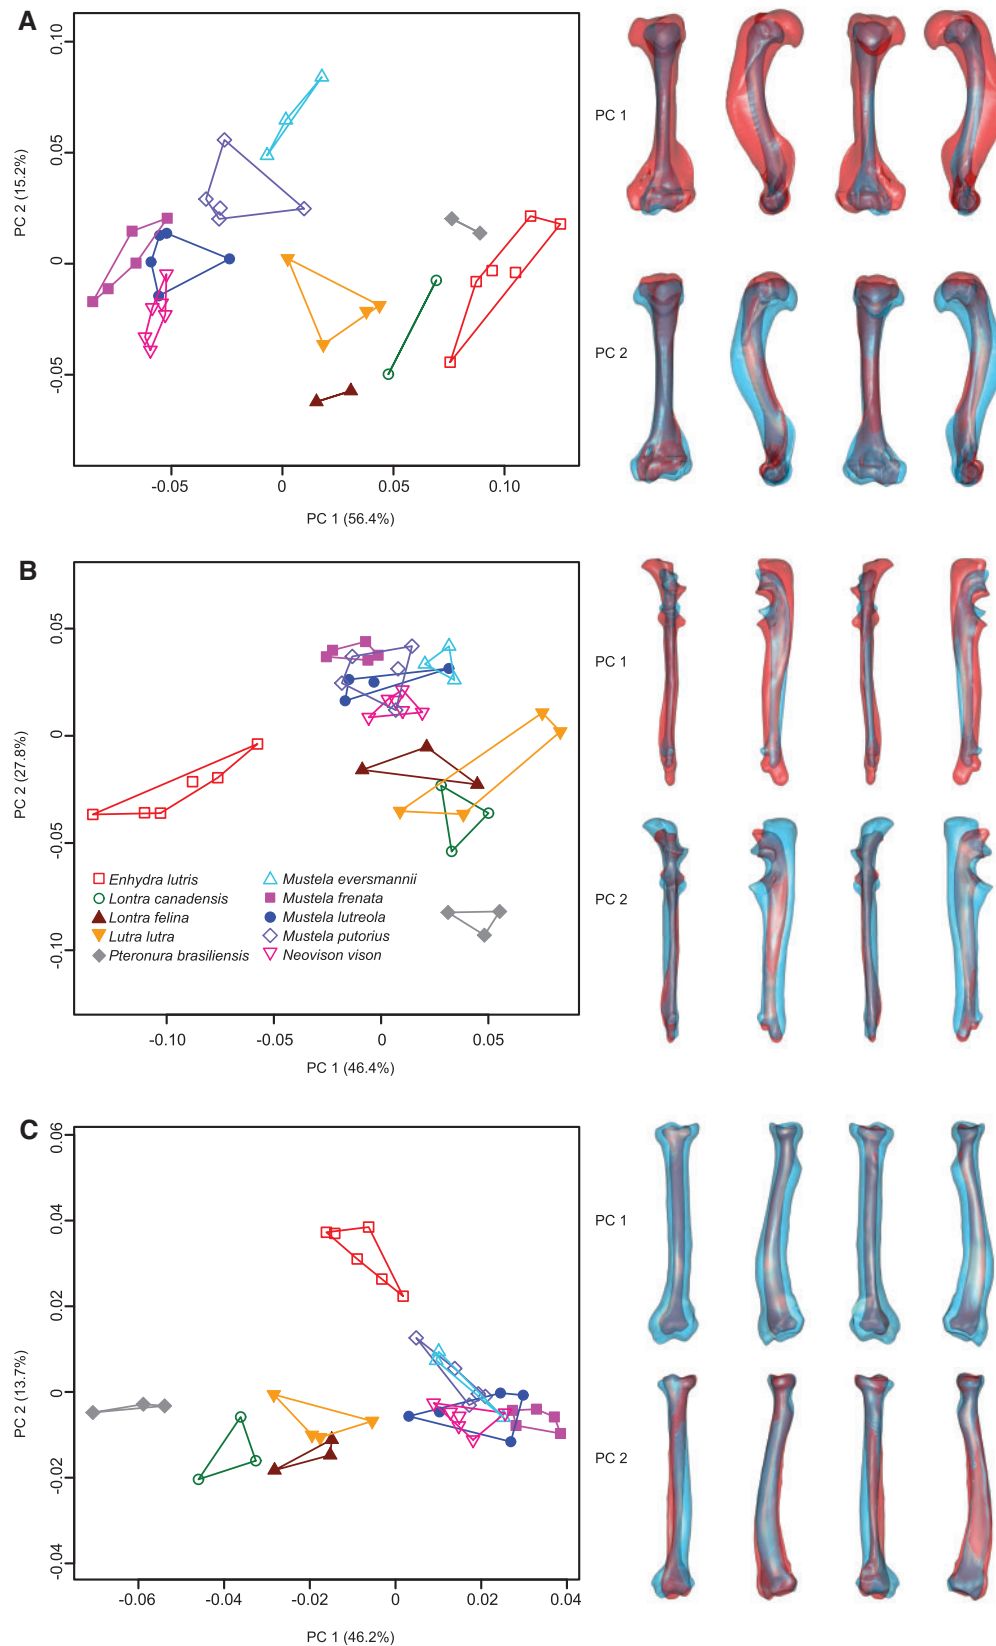 A
0.10
0.05
0
-0.05
PC 2 (15.2%)
-0.05 0 0.05 0.10
PC 1 (56.4%)
PC 1
PC 2
B
0.05
0
-0.05
-0.10
PC 2 (27.8%)
Enhydra lutris
Lontra canadensis
Lontra felina
Lutra lutra
Pteronura brasiliensis
Mustela eversmannii
Mustela frenata
Mustela lutreola
Mustela putorius
Neovison vison
-0.10 -0.05 0 0.05
PC 1 (46.4%)
PC 1
PC 2
C
0.06
0.04
0.02
0
-0.02
-0.04
PC 2 (13.7%)
-0.06 -0.04 -0.02 0 0.02 0.04
PC 1 (46.2%)
PC 1
PC 2